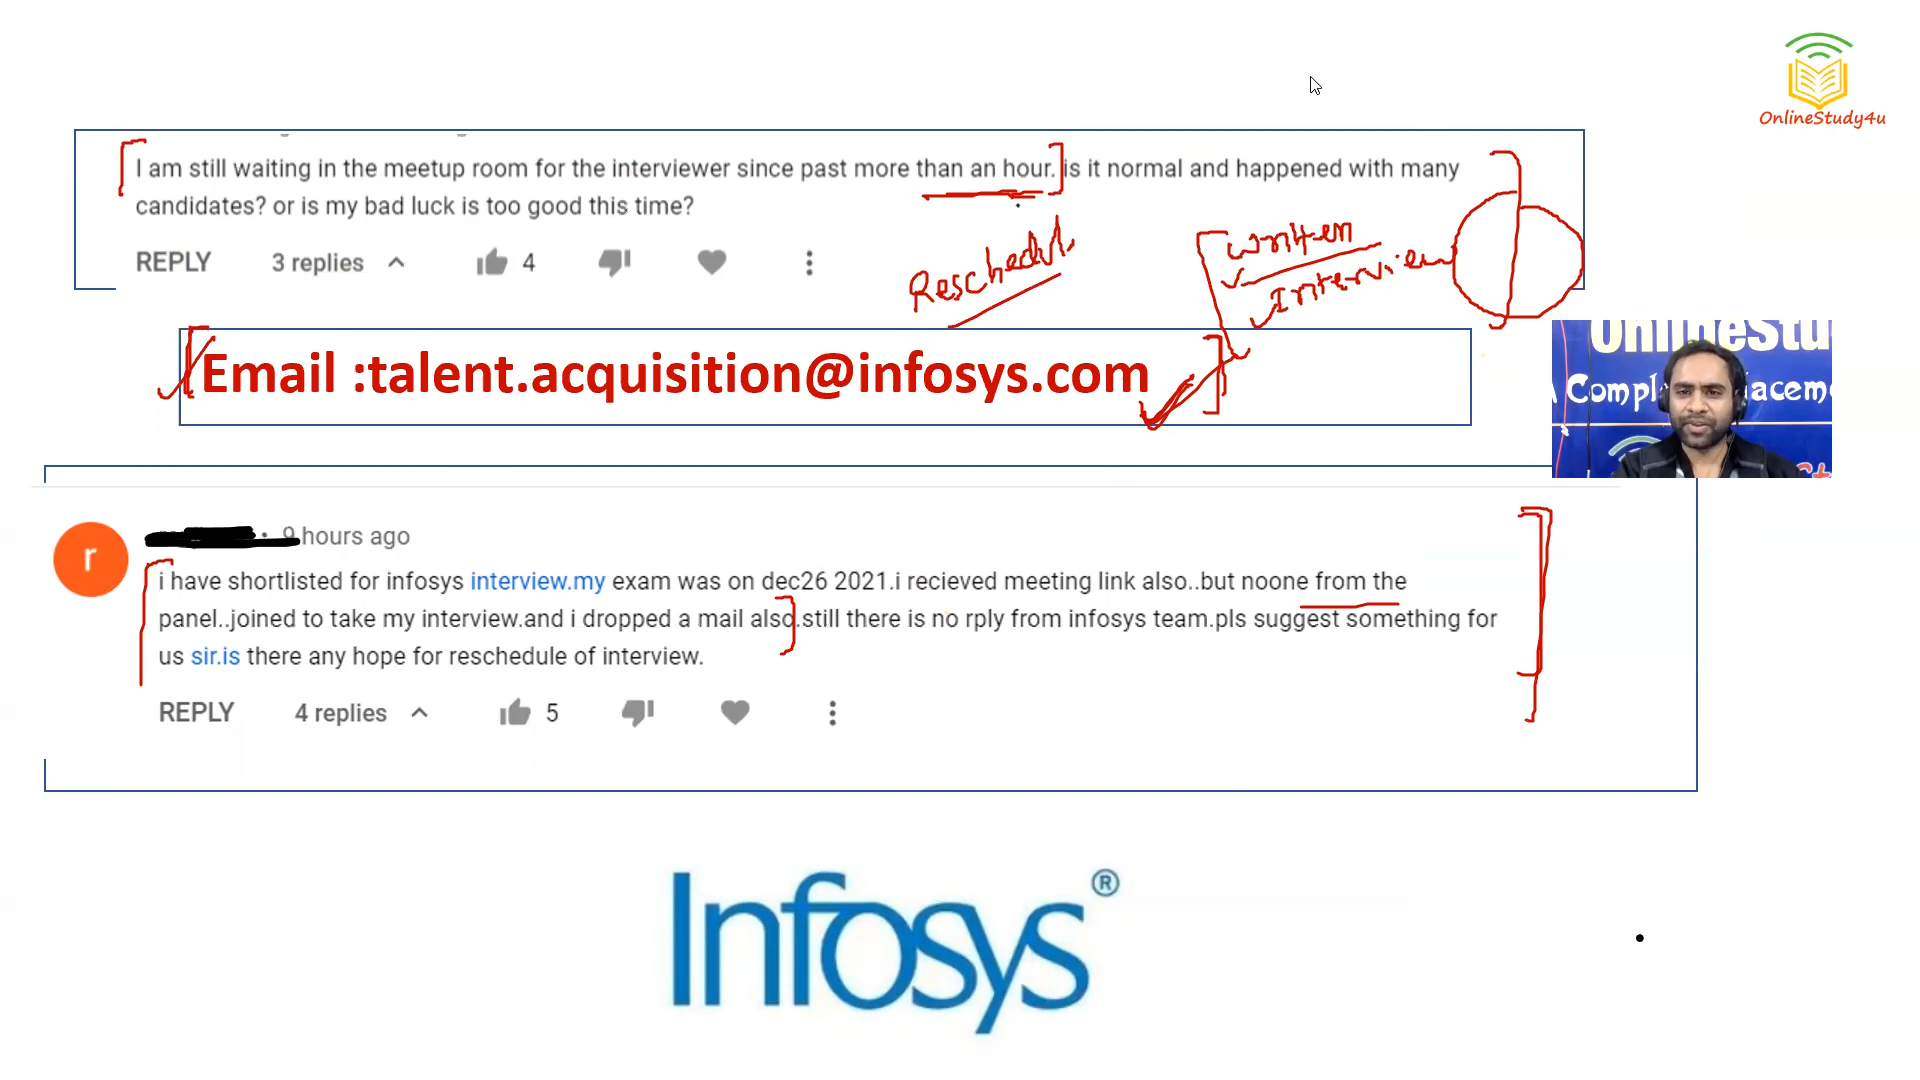 OnlineStudy4u
I am still waiting in the meetup room for the interviewer since past more than an hour. is it normal and happened with many
candidates? or is my bad luck is too good this time?
REPLY 3 replies 4
Written
Interview
Reschedul
Email :talent.acquisition@infosys.com
OnlineStu
A Compl lacem
9 hours ago
r
i have shortlisted for infosys interview.my exam was on dec26 2021.i recieved meeting link also..but noone from the
panel..joined to take my interview.and i dropped a mail also.still there is no rply from infosys team.pls suggest something for
us sir.is there any hope for reschedule of interview.
REPLY 4 replies 5
Infosys®